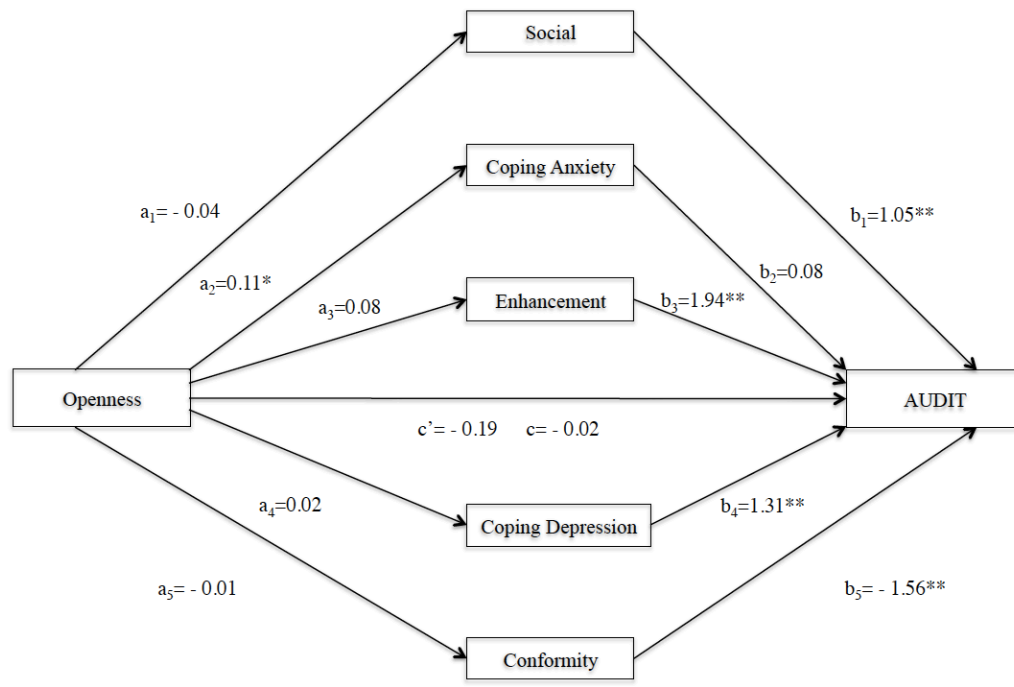 Social
Coping Anxiety
a₁= - 0.04
b₁=1.05**
a₂=0.11*
b₂=0.08
a₃=0.08
Enhancement
b₃=1.94**
Openness
AUDIT
c’= - 0.19 c= - 0.02
a₄=0.02
Coping Depression
b₄=1.31**
a₅= - 0.01
b₅= - 1.56**
Conformity